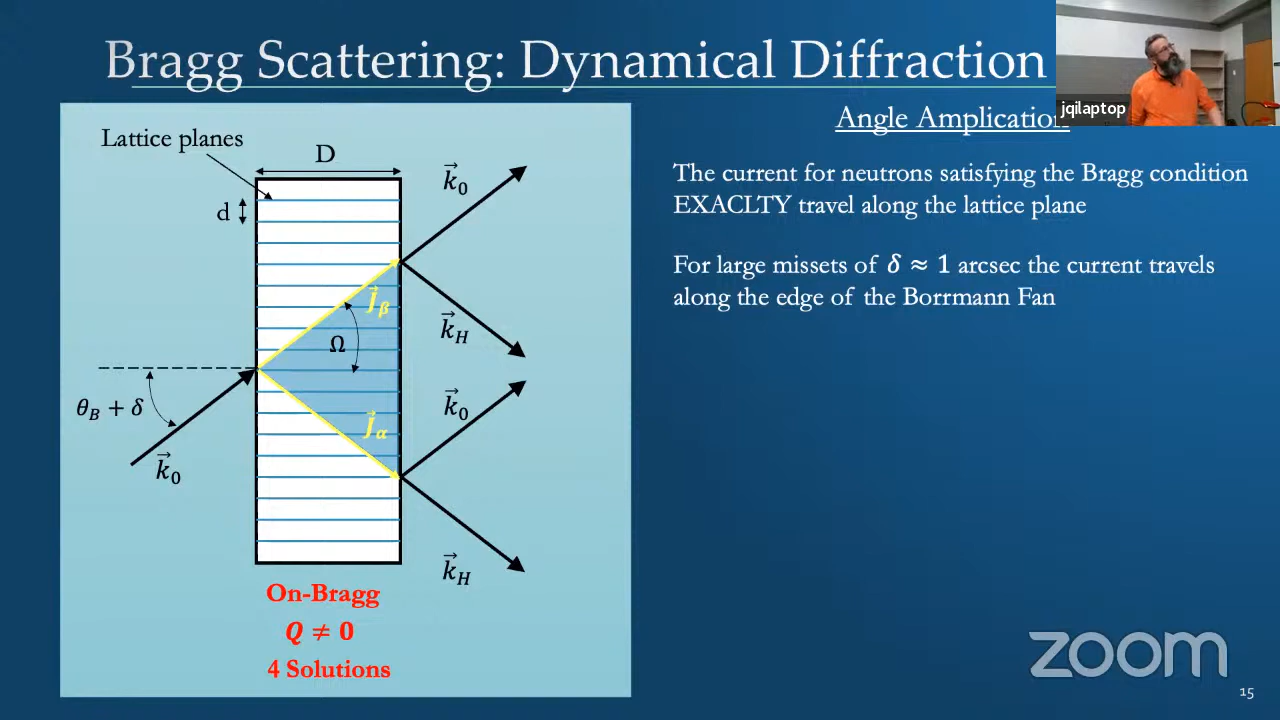 Bragg Scattering: Dynamical Diffraction
jqilaptop
Angle Amplication
Lattice planes
D
d
k⃗₀
k⃗_H
J⃗_β
Ω
θ_B + δ
k⃗₀
k⃗₀
J⃗_α
k⃗_H
On-Bragg
Q ≠ 0
4 Solutions
The current for neutrons satisfying the Bragg condition
EXACLTY travel along the lattice plane
For large missets of δ ≈ 1 arcsec the current travels
along the edge of the Borrmann Fan
zoom
15